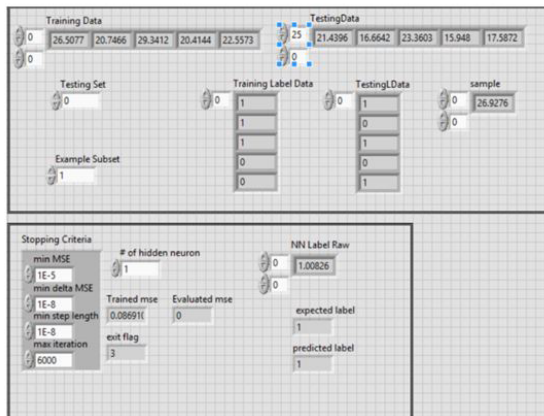 Training Data
TestingData
0 26.5077 20.7466 29.3412 20.4144 22.5573
0
25 21.4396 16.6642 23.3603 15.948 17.5872
0
Testing Set
0
Training Label Data
0 1
1
1
0
0
TestingLData
0 1
0
1
0
1
sample
0 26.9276
0
Example Subset
1
Stopping Criteria
min MSE
1E-5
min delta MSE
1E-8
min step length
1E-8
max iteration
6000
# of hidden neuron
1
Trained mse
0.08691(
Evaluated mse
0
exit flag
3
NN Label Raw
0 1.00826
0
expected label
1
predicted label
1